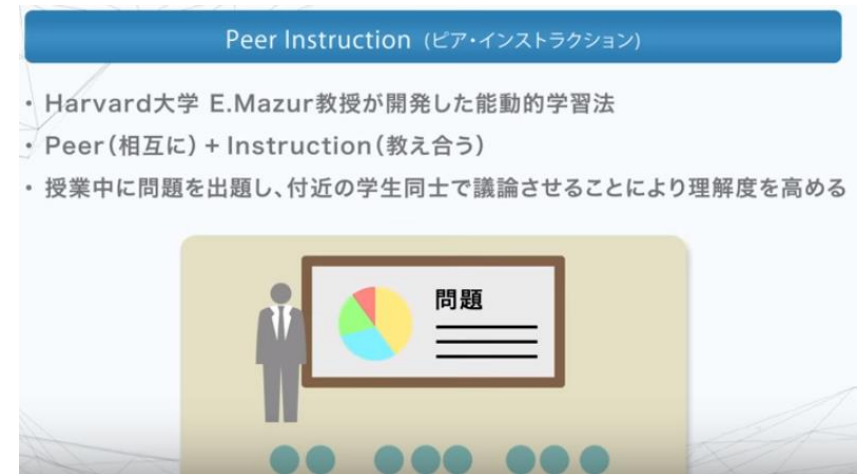 Peer Instruction (ピア・インストラクション)
・Harvard大学 E.Mazur教授が開発した能動的学習法
・Peer(相互に)+Instruction(教え合う)
・授業中に問題を出題し、付近の学生同士で議論させることにより理解度を高める
問題